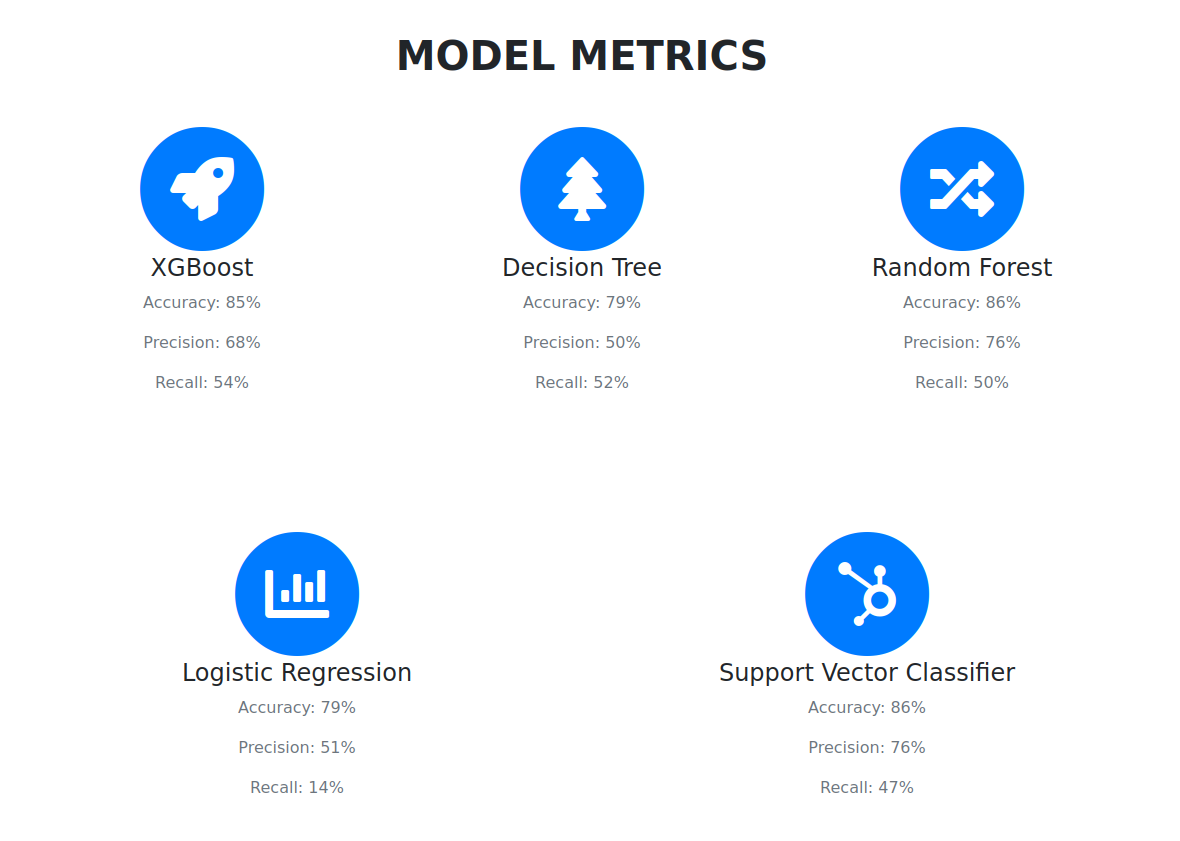 MODEL METRICS
XGBoost
Accuracy: 85%
Precision: 68%
Recall: 54%
Decision Tree
Accuracy: 79%
Precision: 50%
Recall: 52%
Random Forest
Accuracy: 86%
Precision: 76%
Recall: 50%
Logistic Regression
Accuracy: 79%
Precision: 51%
Recall: 14%
Support Vector Classifier
Accuracy: 86%
Precision: 76%
Recall: 47%